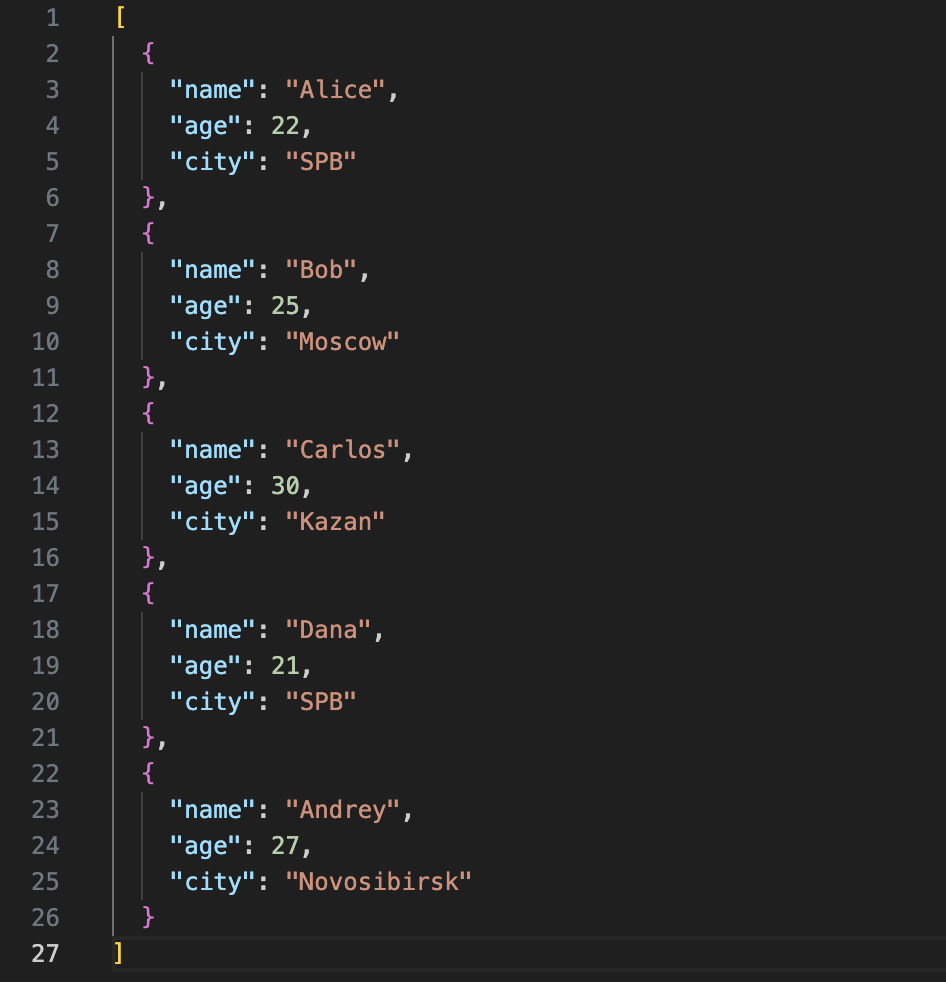 1 [
2   {
3     "name": "Alice",
4     "age": 22,
5     "city": "SPB"
6   },
7   {
8     "name": "Bob",
9     "age": 25,
10     "city": "Moscow"
11   },
12   {
13     "name": "Carlos",
14     "age": 30,
15     "city": "Kazan"
16   },
17   {
18     "name": "Dana",
19     "age": 21,
20     "city": "SPB"
21   },
22   {
23     "name": "Andrey",
24     "age": 27,
25     "city": "Novosibirsk"
26   }
27 ]